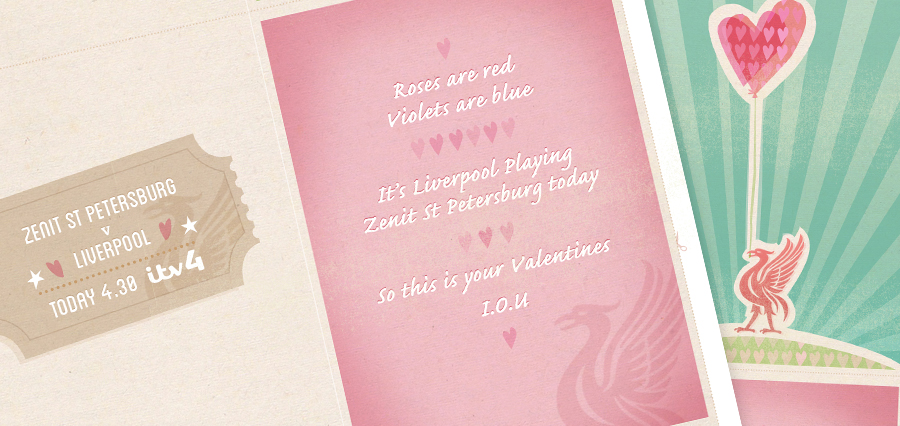 ZENIT ST PETERSBURG
V
LIVERPOOL
TODAY 4.30 itv4
Roses are red
Violets are blue
It's Liverpool Playing
Zenit St Petersburg today
So this is your Valentines
I.O.U